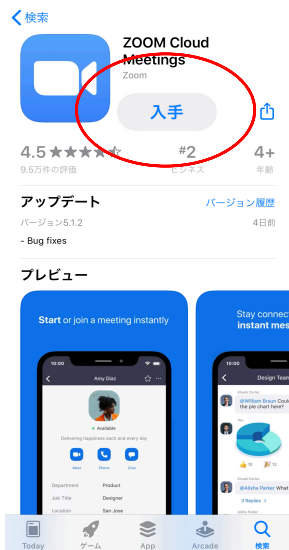 検索
ZOOM Cloud
Meetings
Zoom
入手
4.5
#2
4+
9.5万件の評価
ビジネス
年齢
アップデート
バージョン履歴
バージョン5.1.2
4日前
- Bug fixes
プレビュー
Start or join a meeting instantly
Stay connec
instant mes
10:00
Amy Diaz
Available
Delivering happiness each and every day
Meet
Phone
Chat
Department
Product
Job Title
Designer
Location
San Jose
10:00
Design Team
@William Braun Coul
the pie chart here?
10
12
@Alisha Parker What
3 Replies
Today
ゲーム
App
Arcade
検索